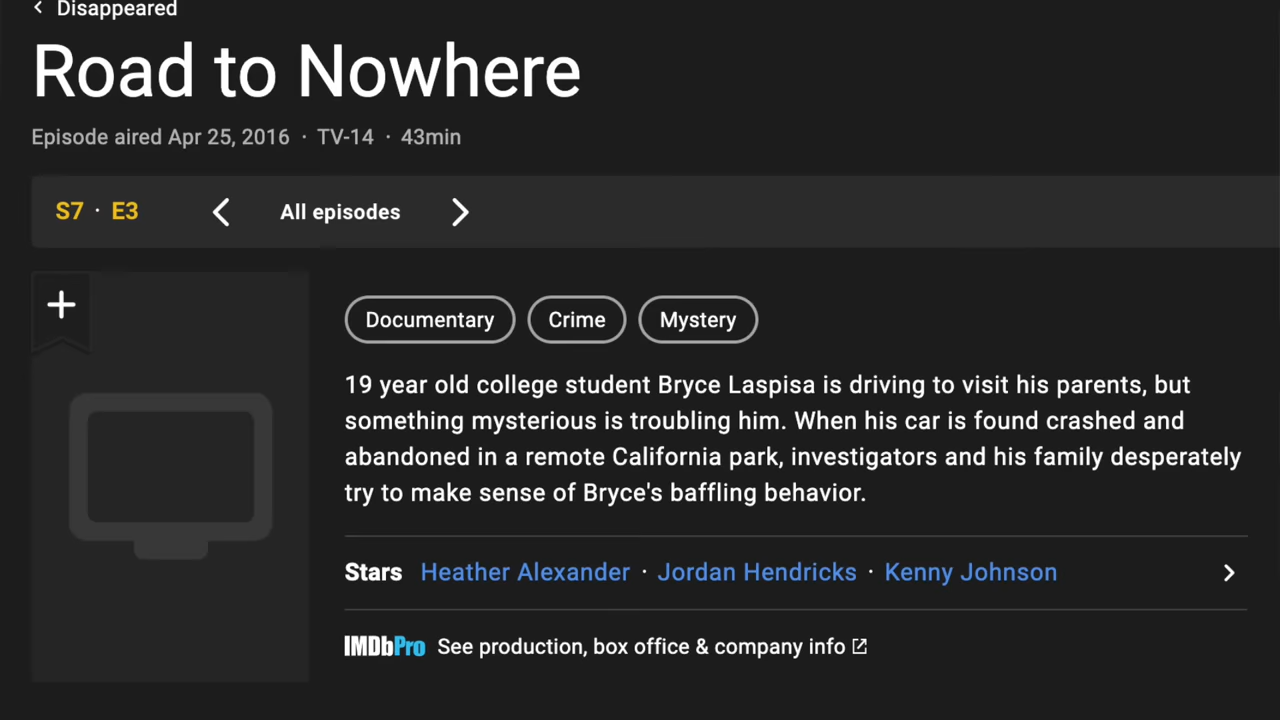 Disappeared
Road to Nowhere
Episode aired Apr 25, 2016 · TV-14 · 43min
S7 · E3 All episodes
Documentary Crime Mystery
19 year old college student Bryce Laspisa is driving to visit his parents, but
something mysterious is troubling him. When his car is found crashed and
abandoned in a remote California park, investigators and his family desperately
try to make sense of Bryce's baffling behavior.
Stars Heather Alexander · Jordan Hendricks · Kenny Johnson
IMDbPro See production, box office & company info